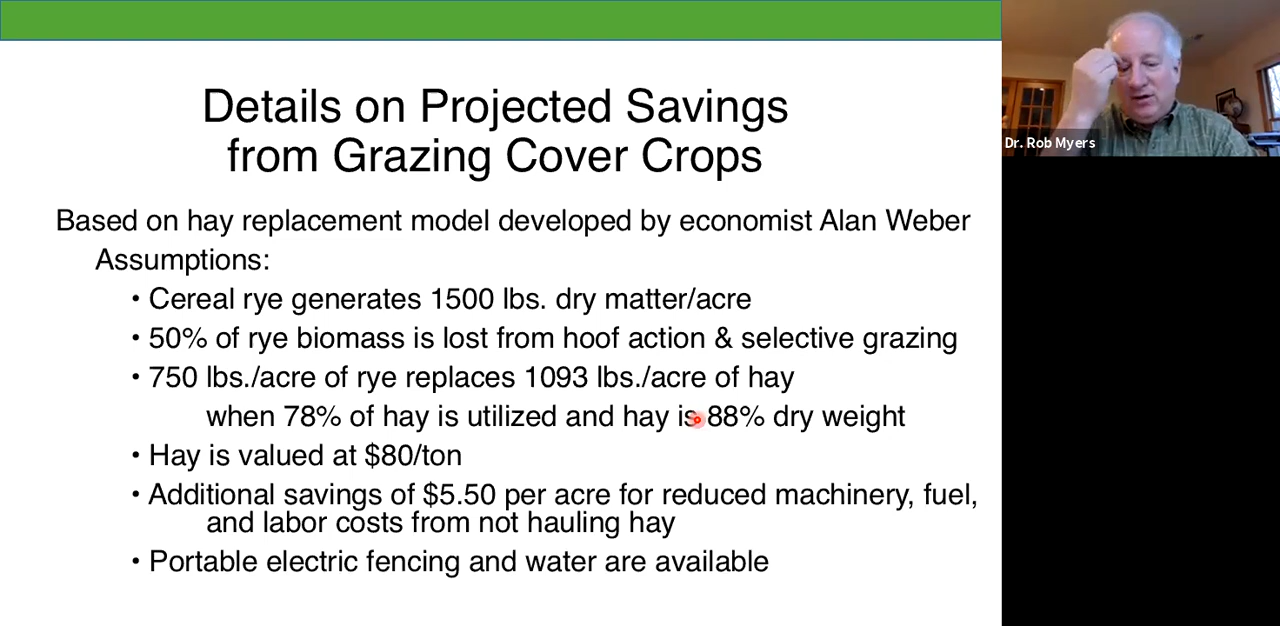 Details on Projected Savings
from Grazing Cover Crops
Based on hay replacement model developed by economist Alan Weber
Assumptions:
• Cereal rye generates 1500 lbs. dry matter/acre
• 50% of rye biomass is lost from hoof action & selective grazing
• 750 lbs./acre of rye replaces 1093 lbs./acre of hay
when 78% of hay is utilized and hay is 88% dry weight
• Hay is valued at $80/ton
• Additional savings of $5.50 per acre for reduced machinery, fuel,
and labor costs from not hauling hay
• Portable electric fencing and water are available
Dr. Rob Myers